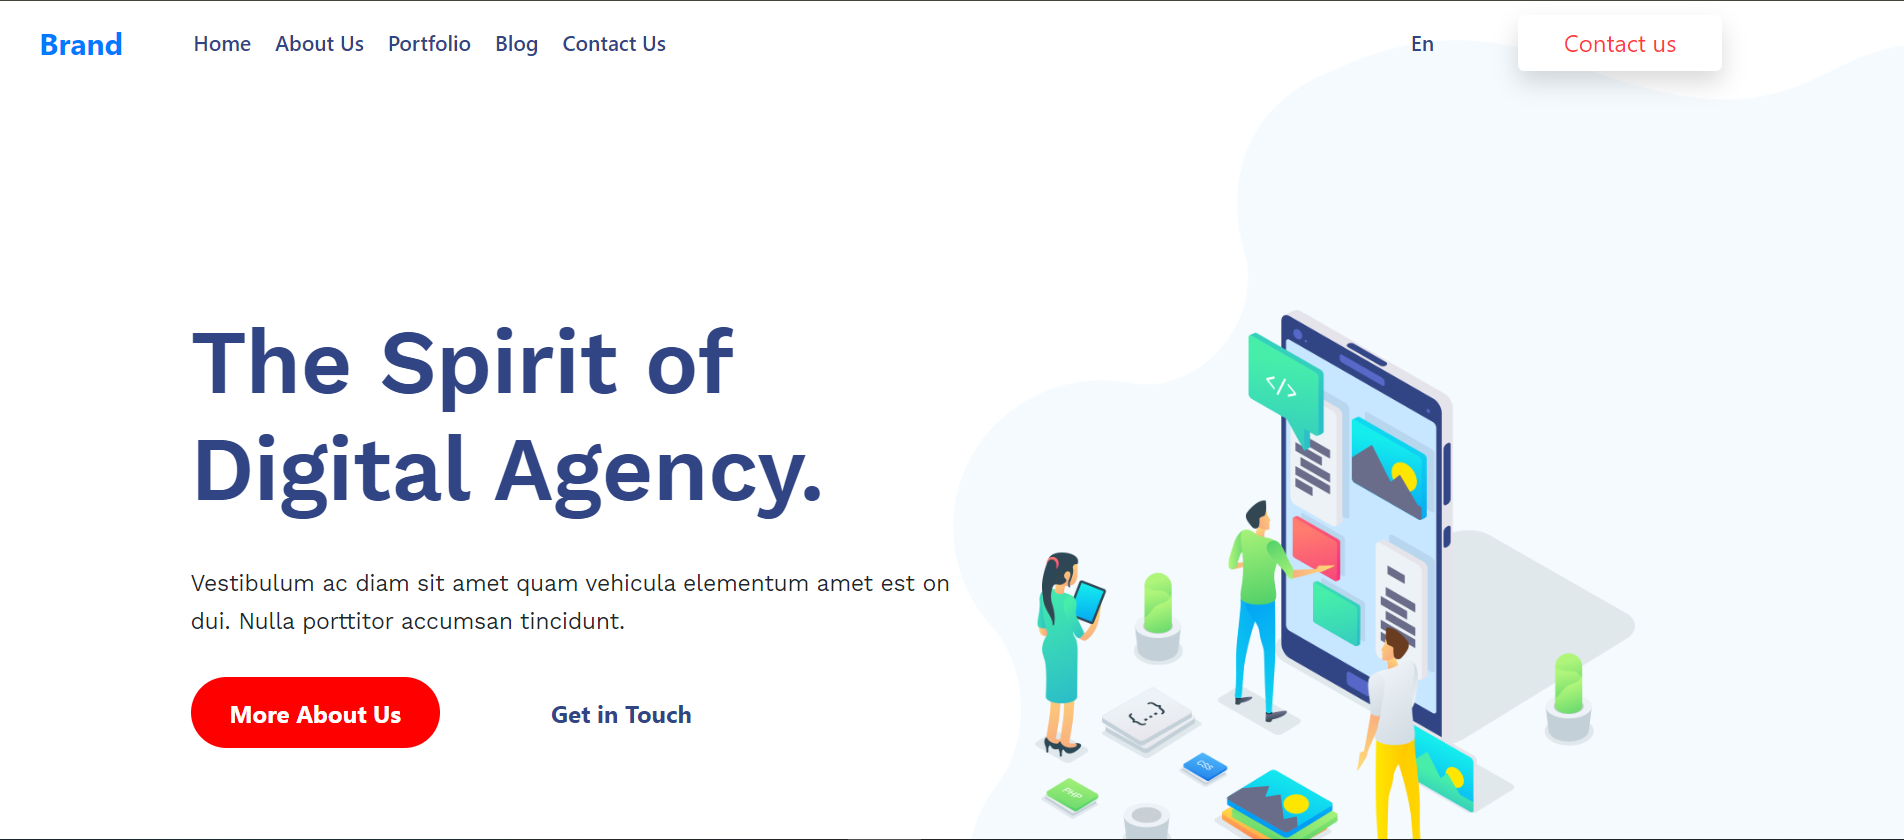 Brand
Home About Us Portfolio Blog Contact Us
En
Contact us
The Spirit of
Digital Agency.
Vestibulum ac diam sit amet quam vehicula elementum amet est on
dui. Nulla porttitor accumsan tincidunt.
More About Us
Get in Touch
</>
{...}
CSS
PHP